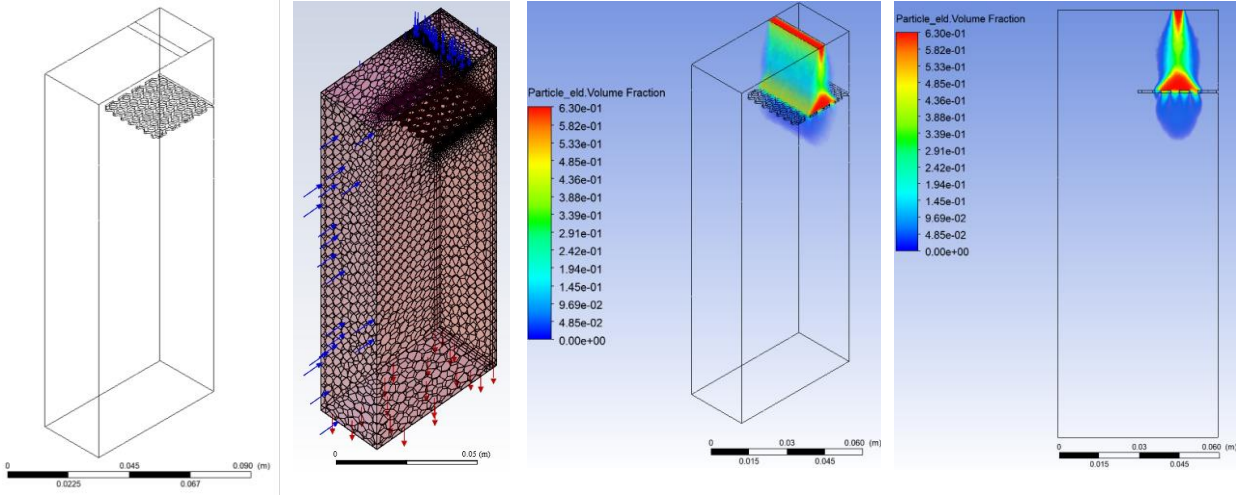 0 0.045 0.090 (m)
0.0225 0.067
0 0.05 (m)
Particle_eld.Volume Fraction
6.30e-01
5.82e-01
5.33e-01
4.85e-01
4.36e-01
3.88e-01
3.39e-01
2.91e-01
2.42e-01
1.94e-01
1.45e-01
9.69e-02
4.85e-02
0.00e+00
0 0.03 0.060 (m)
0.015 0.045
Particle_eld.Volume Fraction
6.30e-01
5.82e-01
5.33e-01
4.85e-01
4.36e-01
3.88e-01
3.39e-01
2.91e-01
2.42e-01
1.94e-01
1.45e-01
9.69e-02
4.85e-02
0.00e+00
0 0.03 0.060 (m)
0.015 0.045